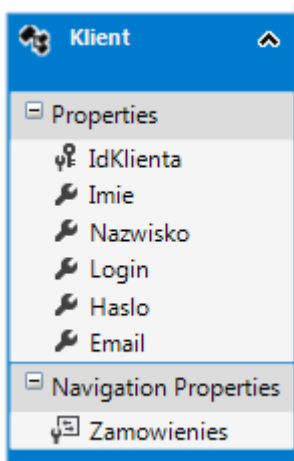 Klient
Properties
IdKlienta
Imie
Nazwisko
Login
Haslo
Email
Navigation Properties
Zamowienies